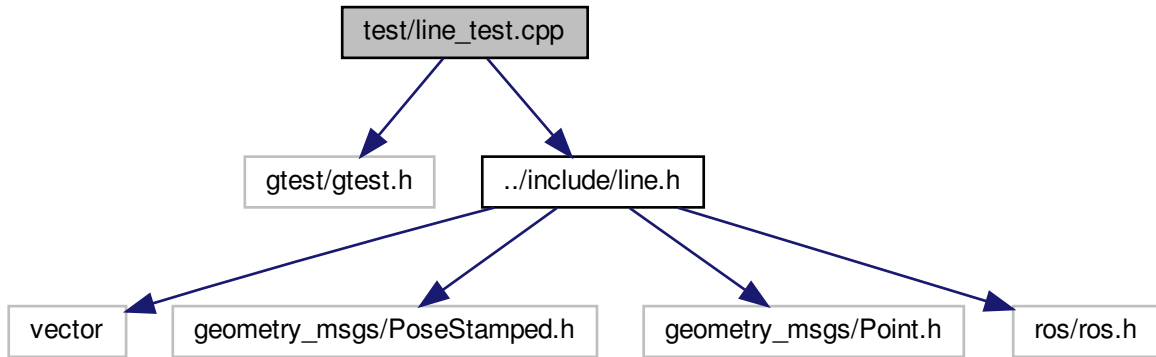 test/line_test.cpp
gtest/gtest.h
../include/line.h
vector
geometry_msgs/PoseStamped.h
geometry_msgs/Point.h
ros/ros.h